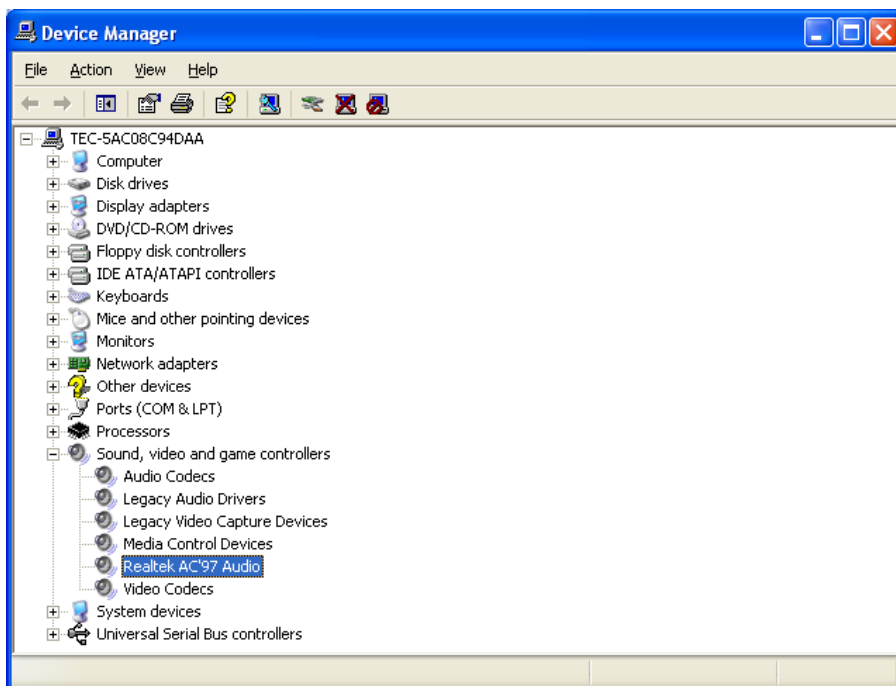 Device Manager
File Action View Help
TEC-5AC08C94DAA
Computer
Disk drives
Display adapters
DVD/CD-ROM drives
Floppy disk controllers
IDE ATA/ATAPI controllers
Keyboards
Mice and other pointing devices
Monitors
Network adapters
Other devices
Ports (COM & LPT)
Processors
Sound, video and game controllers
Audio Codecs
Legacy Audio Drivers
Legacy Video Capture Devices
Media Control Devices
Realtek AC'97 Audio
Video Codecs
System devices
Universal Serial Bus controllers